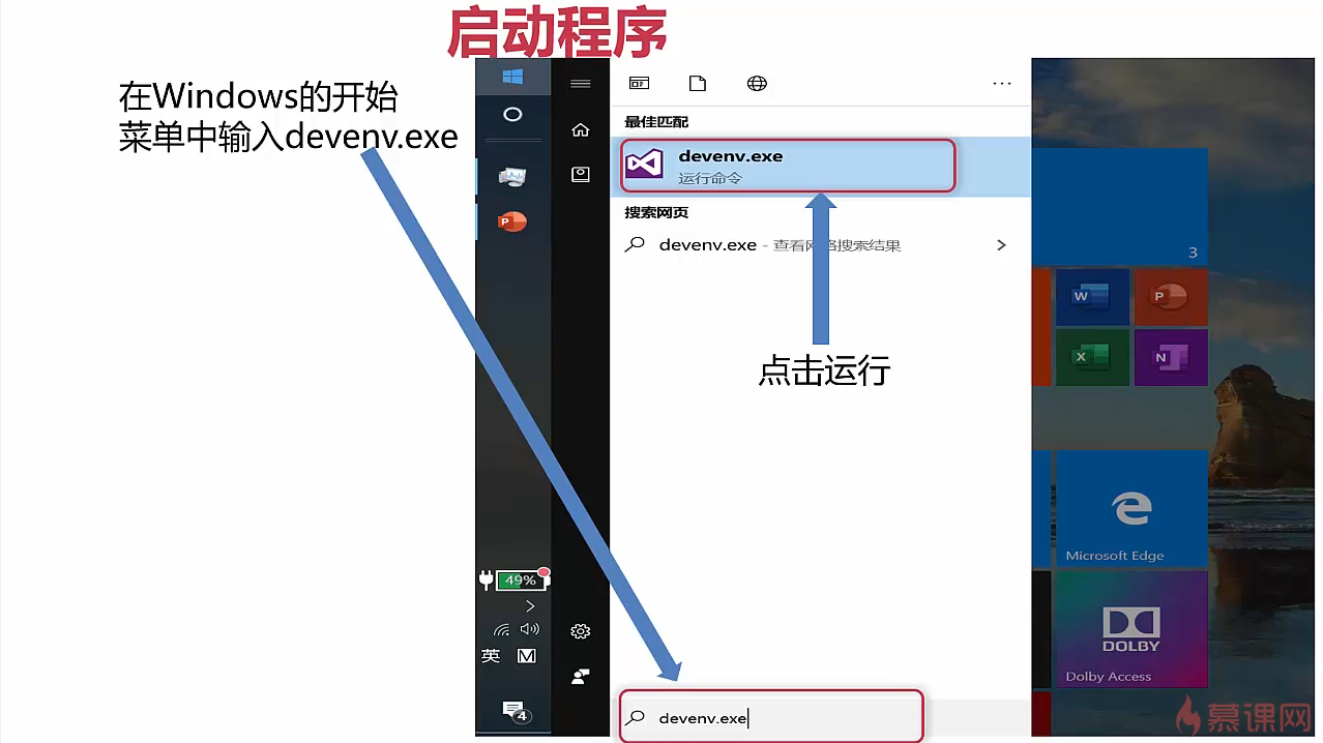 启动程序
在Windows的开始
菜单中输入devenv.exe
最佳匹配
devenv.exe
运行命令
搜索网页
devenv.exe - 查看网络搜索结果
点击运行
3
W
P
X
N
P
Microsoft Edge
DOLBY
Dolby Access
49%
英 M
4
devenv.exe
慕课网